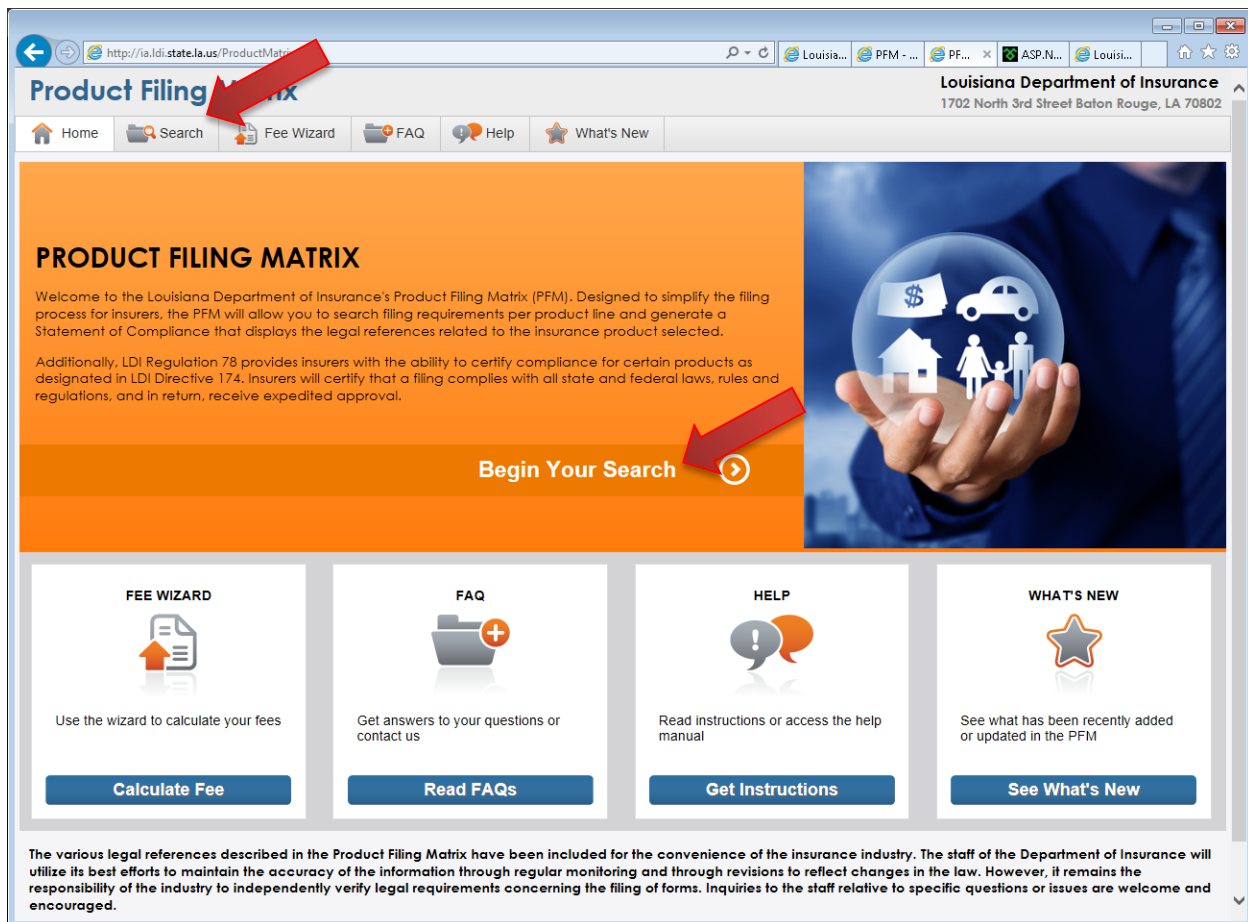 http://ia.ldi.state.la.us/ProductMatri
Louisia...
PFM - ...
PF...
ASP.N...
Louisi...
Product Filing Matrix
Louisiana Department of Insurance
1702 North 3rd Street Baton Rouge, LA 70802
Home
Search
Fee Wizard
FAQ
Help
What's New
PRODUCT FILING MATRIX
Welcome to the Louisiana Department of Insurance's Product Filing Matrix (PFM). Designed to simplify the filing
process for insurers, the PFM will allow you to search filing requirements per product line and generate a
Statement of Compliance that displays the legal references related to the insurance product selected.
Additionally, LDI Regulation 78 provides insurers with the ability to certify compliance for certain products as
designated in LDI Directive 174. Insurers will certify that a filing complies with all state and federal laws, rules and
regulations, and in return, receive expedited approval.
Begin Your Search
$
FEE WIZARD
Use the wizard to calculate your fees
Calculate Fee
FAQ
Get answers to your questions or
contact us
Read FAQs
HELP
Read instructions or access the help
manual
Get Instructions
WHAT'S NEW
See what has been recently added
or updated in the PFM
See What's New
The various legal references described in the Product Filing Matrix have been included for the convenience of the insurance industry. The staff of the Department of Insurance will
utilize its best efforts to maintain the accuracy of the information through regular monitoring and through revisions to reflect changes in the law. However, it remains the
responsibility of the industry to independently verify legal requirements concerning the filing of forms. Inquiries to the staff relative to specific questions or issues are welcome and
encouraged.